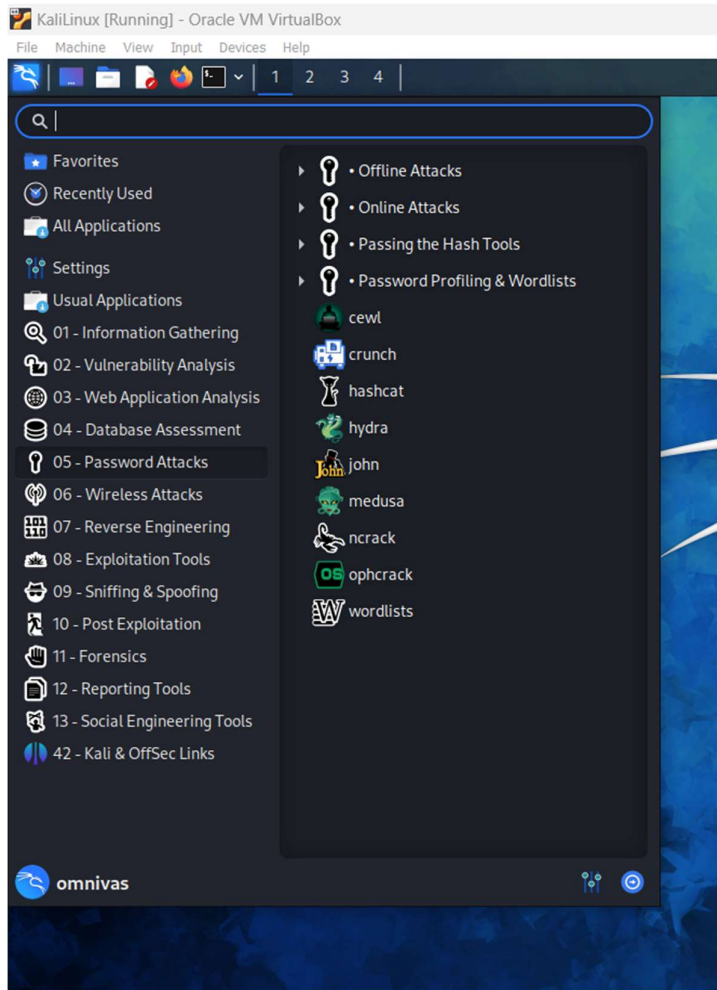 KaliLinux [Running] - Oracle VM VirtualBox
File Machine View Input Devices Help
1 2 3 4
Favorites
Recently Used
All Applications
Settings
Usual Applications
01 - Information Gathering
02 - Vulnerability Analysis
03 - Web Application Analysis
04 - Database Assessment
05 - Password Attacks
06 - Wireless Attacks
07 - Reverse Engineering
08 - Exploitation Tools
09 - Sniffing & Spoofing
10 - Post Exploitation
11 - Forensics
12 - Reporting Tools
13 - Social Engineering Tools
42 - Kali & OffSec Links
• Offline Attacks
• Online Attacks
• Passing the Hash Tools
• Password Profiling & Wordlists
cewl
crunch
hashcat
hydra
john
medusa
ncrack
ophcrack
wordlists
omnivas